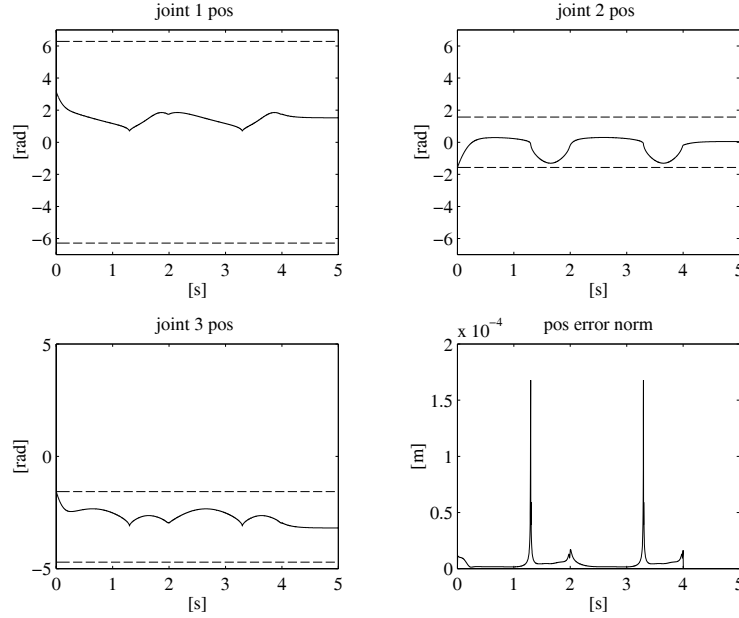 joint 1 pos
6
4
2
0
−2
−4
−6
[rad]
0 1 2 3 4 5
[s]
joint 2 pos
6
4
2
0
−2
−4
−6
[rad]
0 1 2 3 4 5
[s]
joint 3 pos
5
0
−5
[rad]
0 1 2 3 4 5
[s]
pos error norm
x 10⁻⁴
2
1.5
1
0.5
0
[m]
0 1 2 3 4 5
[s]